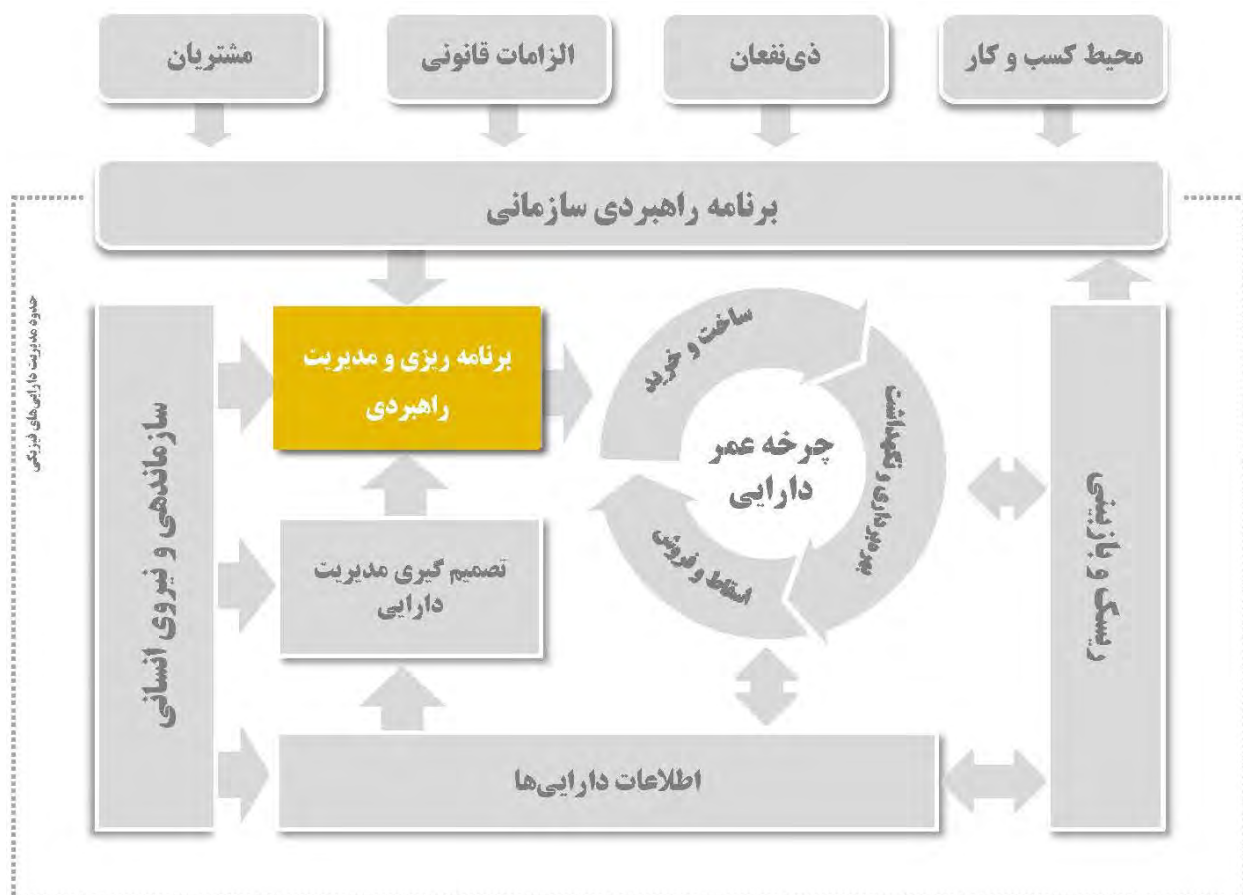 محیط کسب و کار
ذی‌نفعان
الزامات قانونی
مشتریان
برنامه راهبردی سازمانی
حدود مدیریت دارایی‌های فیزیکی
سازماندهی و نیروی انسانی
برنامه ریزی و مدیریت
راهبردی
تصمیم گیری مدیریت
دارایی
ساخت و خرید
بهره‌برداری و نگهداشت
اسقاط و فروش
چرخه عمر
دارایی
ریسک و بازبینی
اطلاعات دارایی‌ها